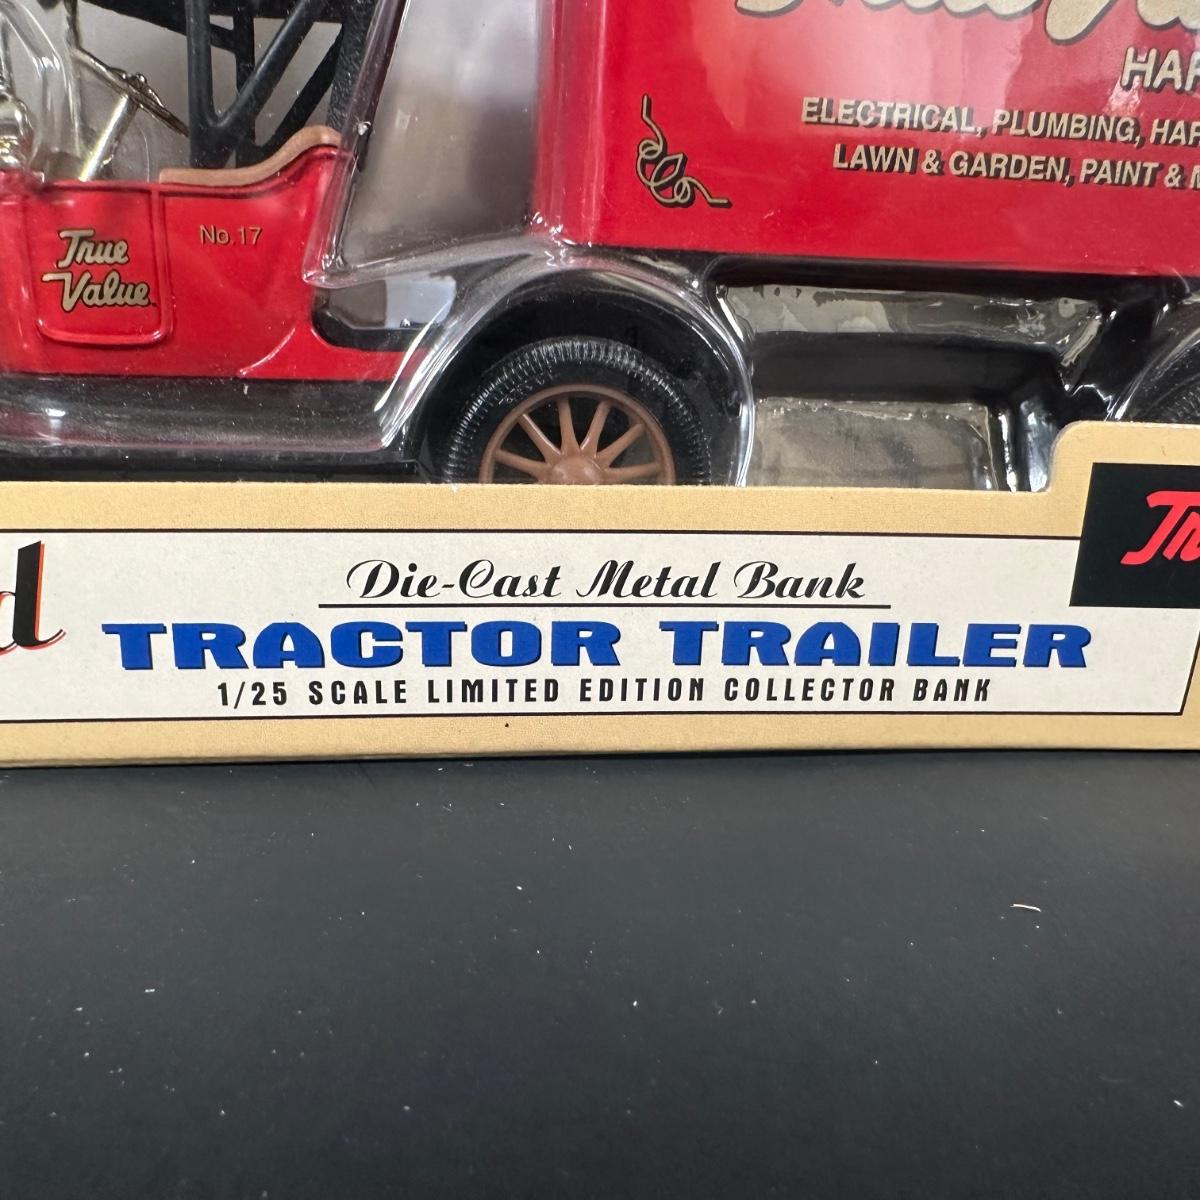 HAR
ELECTRICAL, PLUMBING, HAR
LAWN & GARDEN, PAINT &
True
Value
No.17
d
Die-Cast Metal Bank
TRACTOR TRAILER
1/25 SCALE LIMITED EDITION COLLECTOR BANK